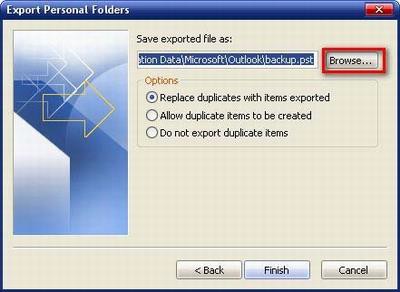 Export Personal Folders
Save exported file as:
ation Data\Microsoft\Outlook\backup.pst Browse...
Options
Replace duplicates with items exported
Allow duplicate items to be created
Do not export duplicate items
< Back Finish Cancel